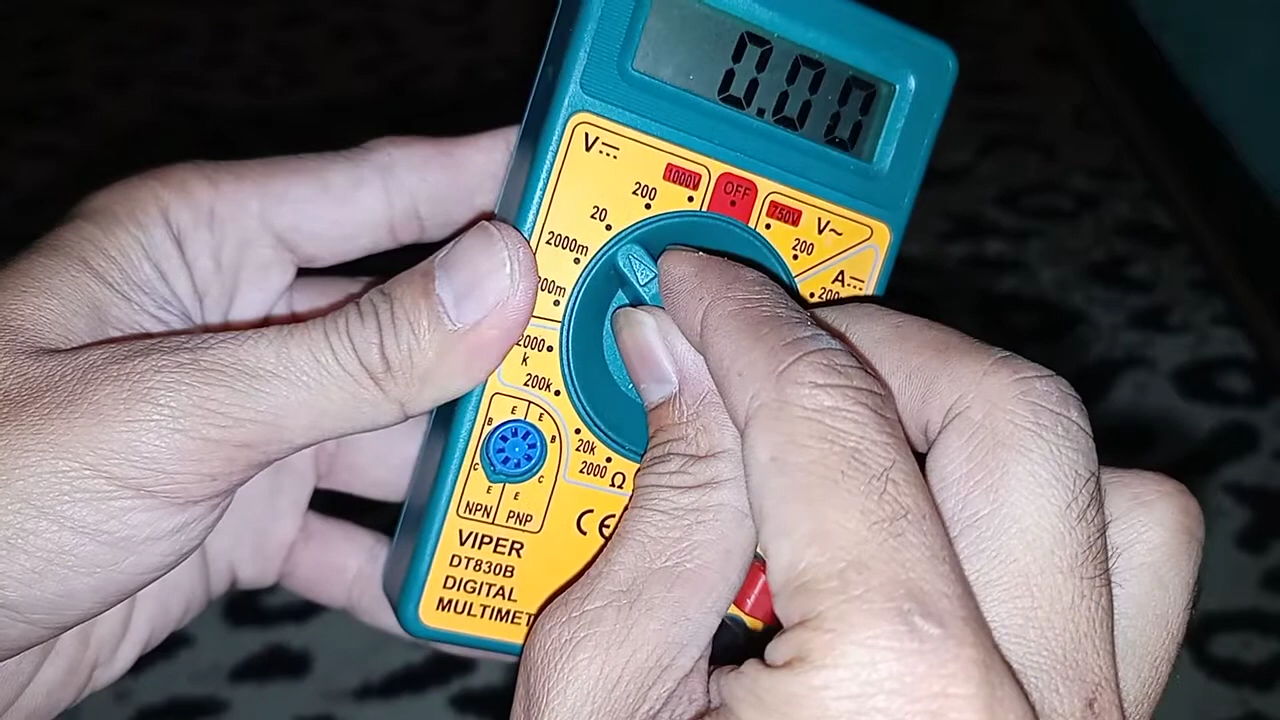 0.00
V⎓
1000V
OFF
750V
V~
200
200
20
2000m
A⎓
200
00m
2000
k
200k
20k
2000
Ω
E
E
B
B
C
C
E
E
NPN
PNP
CE
VIPER
DT830B
DIGITAL
MULTIMET